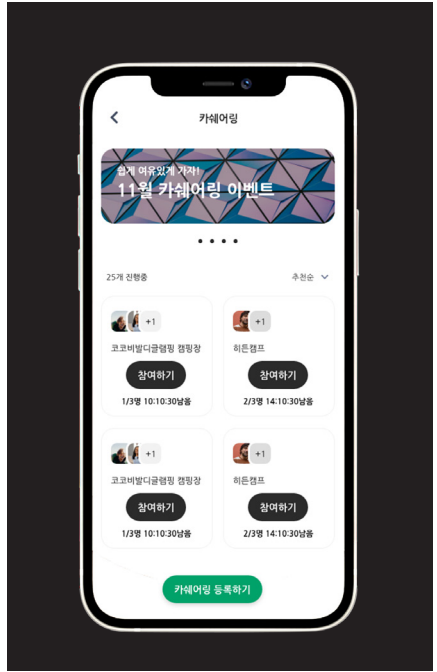 카쉐어링
쉽게 여유있게 가자!
11월 카쉐어링 이벤트
25개 진행중
추천순
+1
코코비발디글램핑 캠핑장
참여하기
1/3명 10:10:30남음
+1
히든캠프
참여하기
2/3명 14:10:30남음
+1
코코비발디글램핑 캠핑장
참여하기
1/3명 10:10:30남음
+1
히든캠프
참여하기
2/3명 14:10:30남음
카쉐어링 등록하기